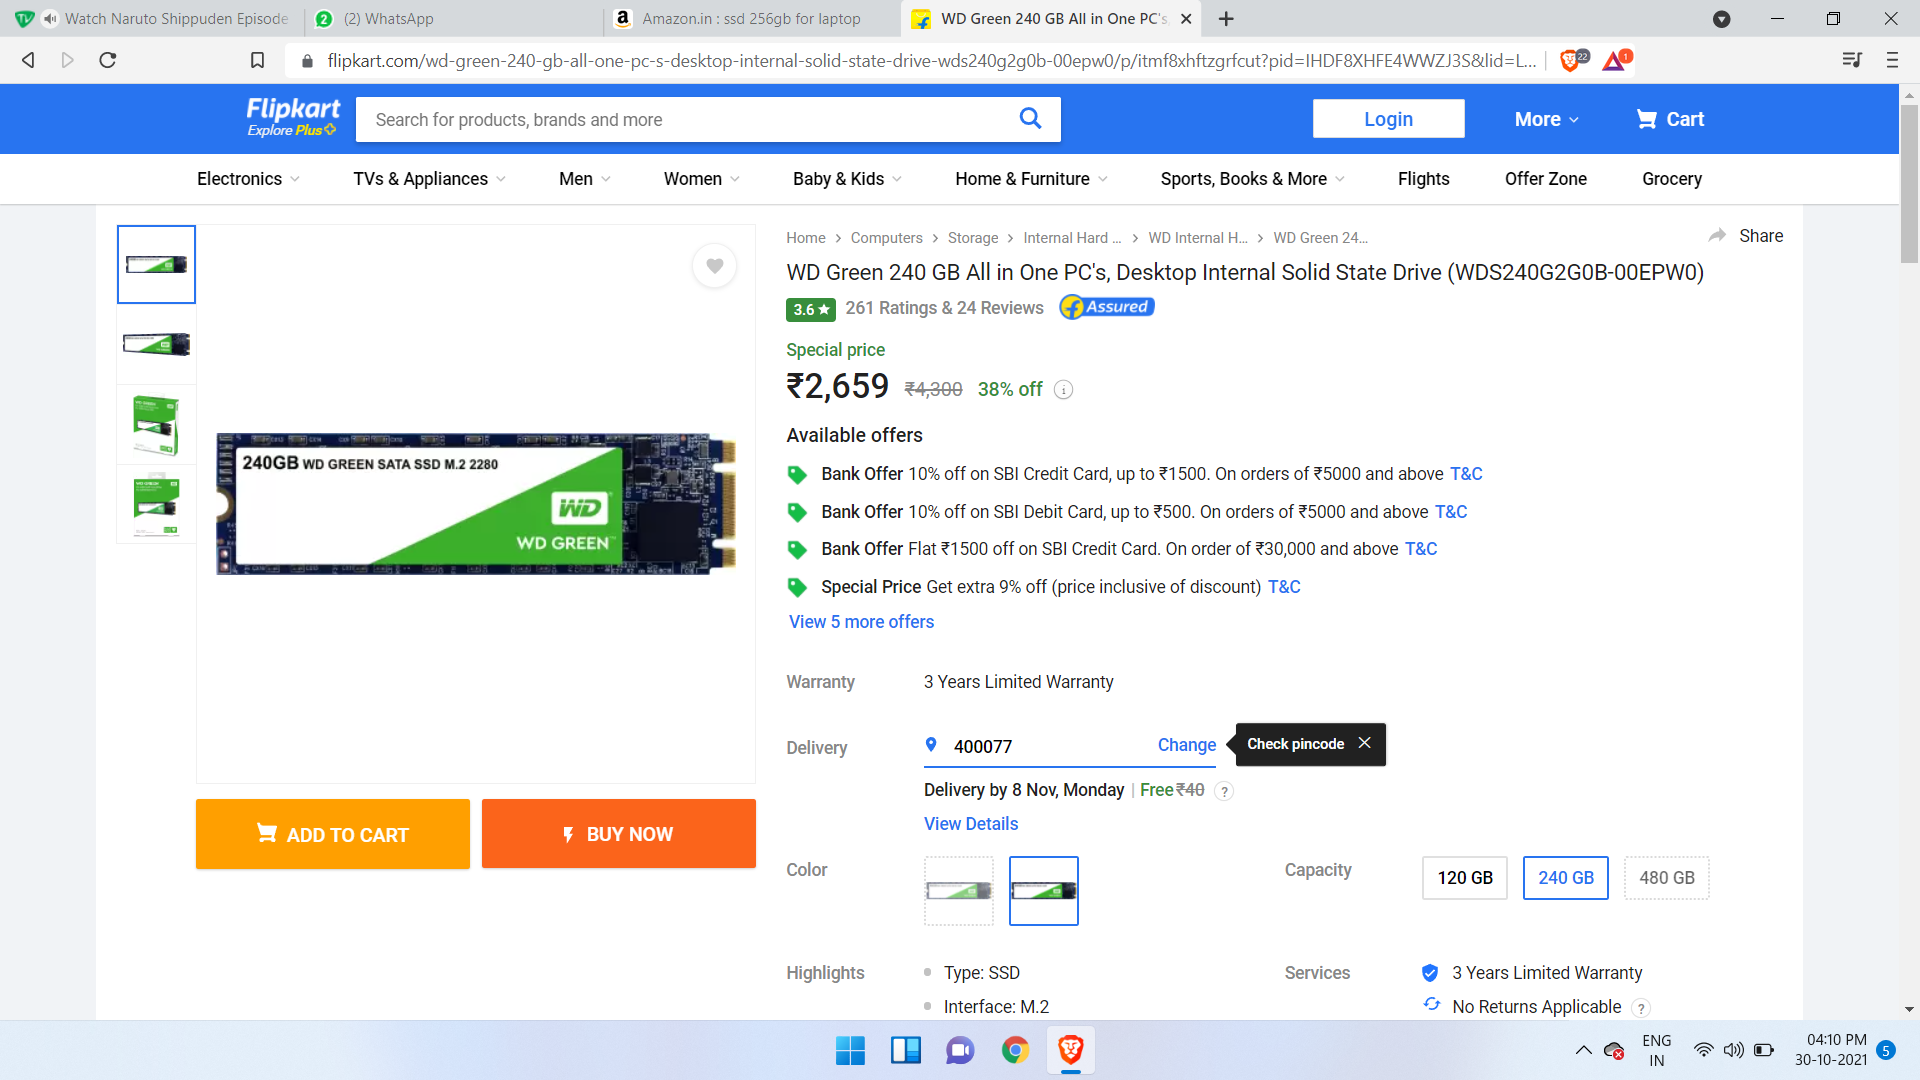 Watch Naruto Shippuden Episode
(2) WhatsApp
Amazon.in : ssd 256gb for laptop
WD Green 240 GB All in One PC's,
flipkart.com/wd-green-240-gb-all-one-pc-s-desktop-internal-solid-state-drive-wds240g2g0b-00epw0/p/itmf8xhftzgrfcut?pid=IHDF8XHFE4WWZJ3S&lid=L...
22
1
Flipkart
Explore Plus
Search for products, brands and more
Login
More
Cart
Electronics
TVs & Appliances
Men
Women
Baby & Kids
Home & Furniture
Sports, Books & More
Flights
Offer Zone
Grocery
Home > Computers > Storage > Internal Hard ... > WD Internal H... > WD Green 24...
Share
WD Green 240 GB All in One PC's, Desktop Internal Solid State Drive (WDS240G2G0B-00EPW0)
3.6 ★ 261 Ratings & 24 Reviews Assured
Special price
₹2,659 ₹4,300 38% off
Available offers
Bank Offer 10% off on SBI Credit Card, up to ₹1500. On orders of ₹5000 and above T&C
Bank Offer 10% off on SBI Debit Card, up to ₹500. On orders of ₹5000 and above T&C
Bank Offer Flat ₹1500 off on SBI Credit Card. On order of ₹30,000 and above T&C
Special Price Get extra 9% off (price inclusive of discount) T&C
View 5 more offers
240GB WD GREEN SATA SSD M.2 2280
WD
WD GREEN™
ADD TO CART
BUY NOW
Warranty
3 Years Limited Warranty
Delivery
400077
Change
Check pincode
Delivery by 8 Nov, Monday | Free ₹40 ?
View Details
Color
Capacity
120 GB
240 GB
480 GB
Highlights
Type: SSD
Interface: M.2
Services
3 Years Limited Warranty
No Returns Applicable ?
ENG
IN
04:10 PM
30-10-2021
5